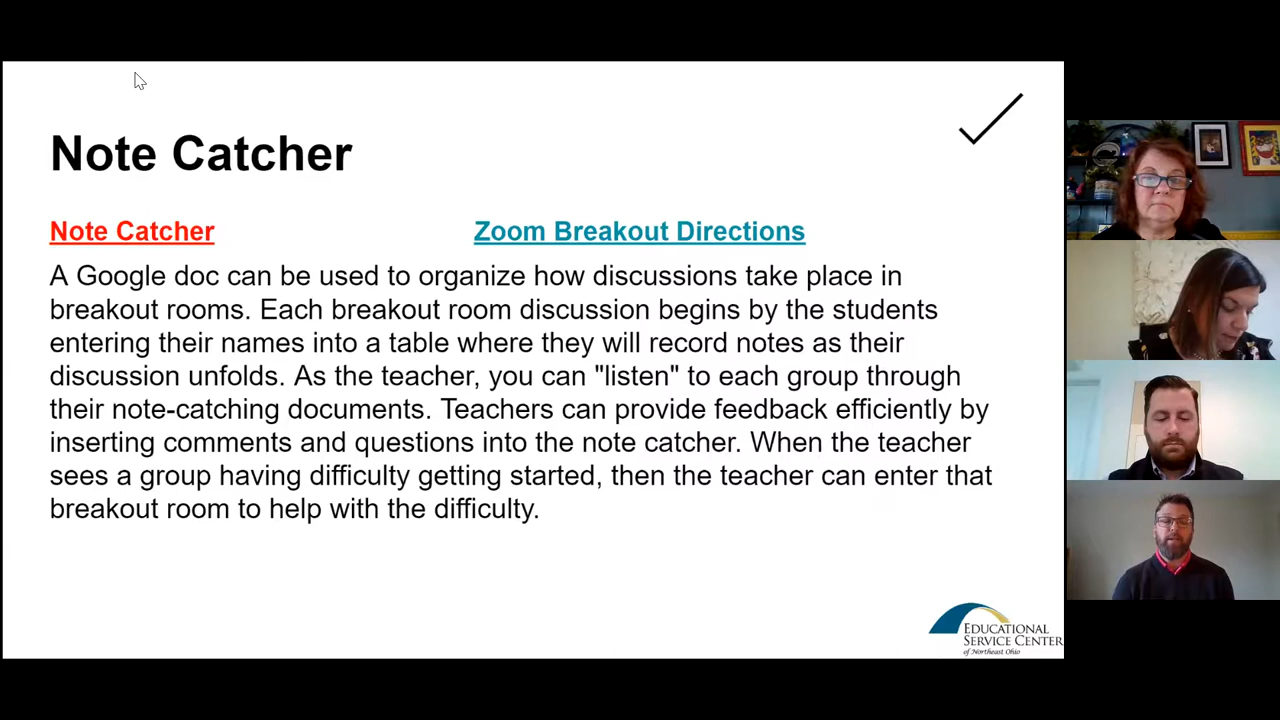 Note Catcher
Note Catcher
Zoom Breakout Directions
A Google doc can be used to organize how discussions take place in
breakout rooms. Each breakout room discussion begins by the students
entering their names into a table where they will record notes as their
discussion unfolds. As the teacher, you can "listen" to each group through
their note-catching documents. Teachers can provide feedback efficiently by
inserting comments and questions into the note catcher. When the teacher
sees a group having difficulty getting started, then the teacher can enter that
breakout room to help with the difficulty.
EDUCATIONAL
SERVICE CENTER
of Northeast Ohio